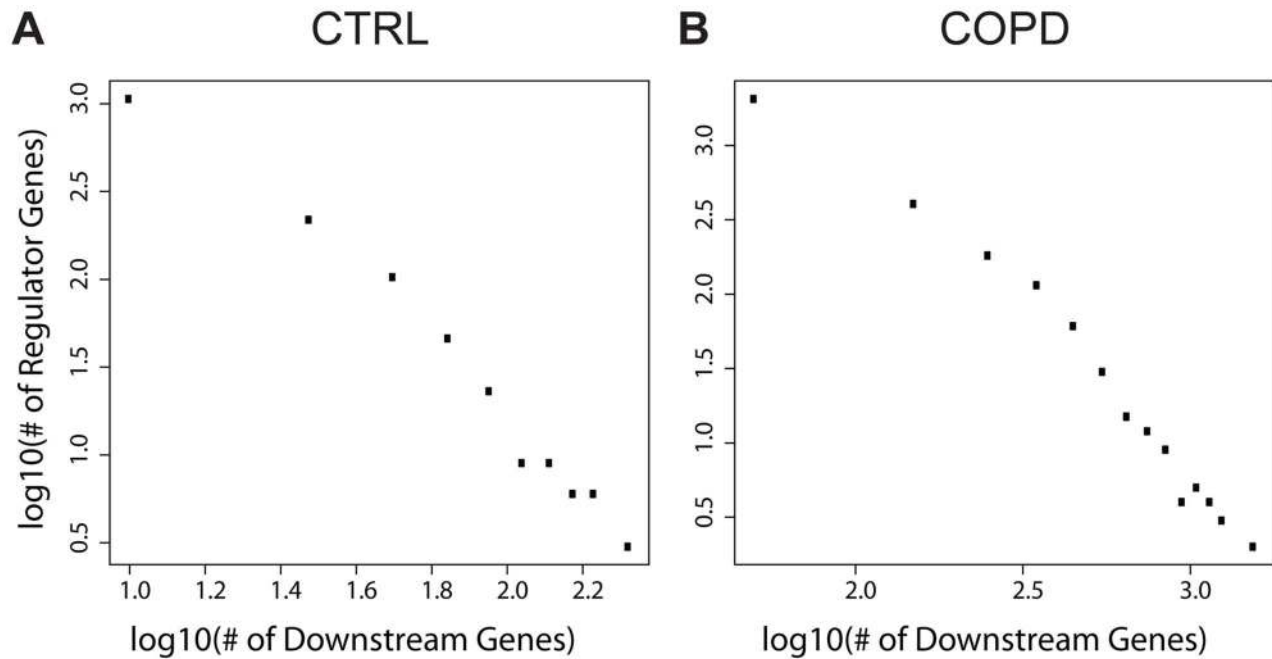 A CTRL
B COPD
log10(# of Regulator Genes)
3.0
2.5
2.0
1.5
1.0
0.5
1.0 1.2 1.4 1.6 1.8 2.0 2.2
log10(# of Downstream Genes)
3.0
2.5
2.0
1.5
1.0
0.5
2.0 2.5 3.0
log10(# of Downstream Genes)